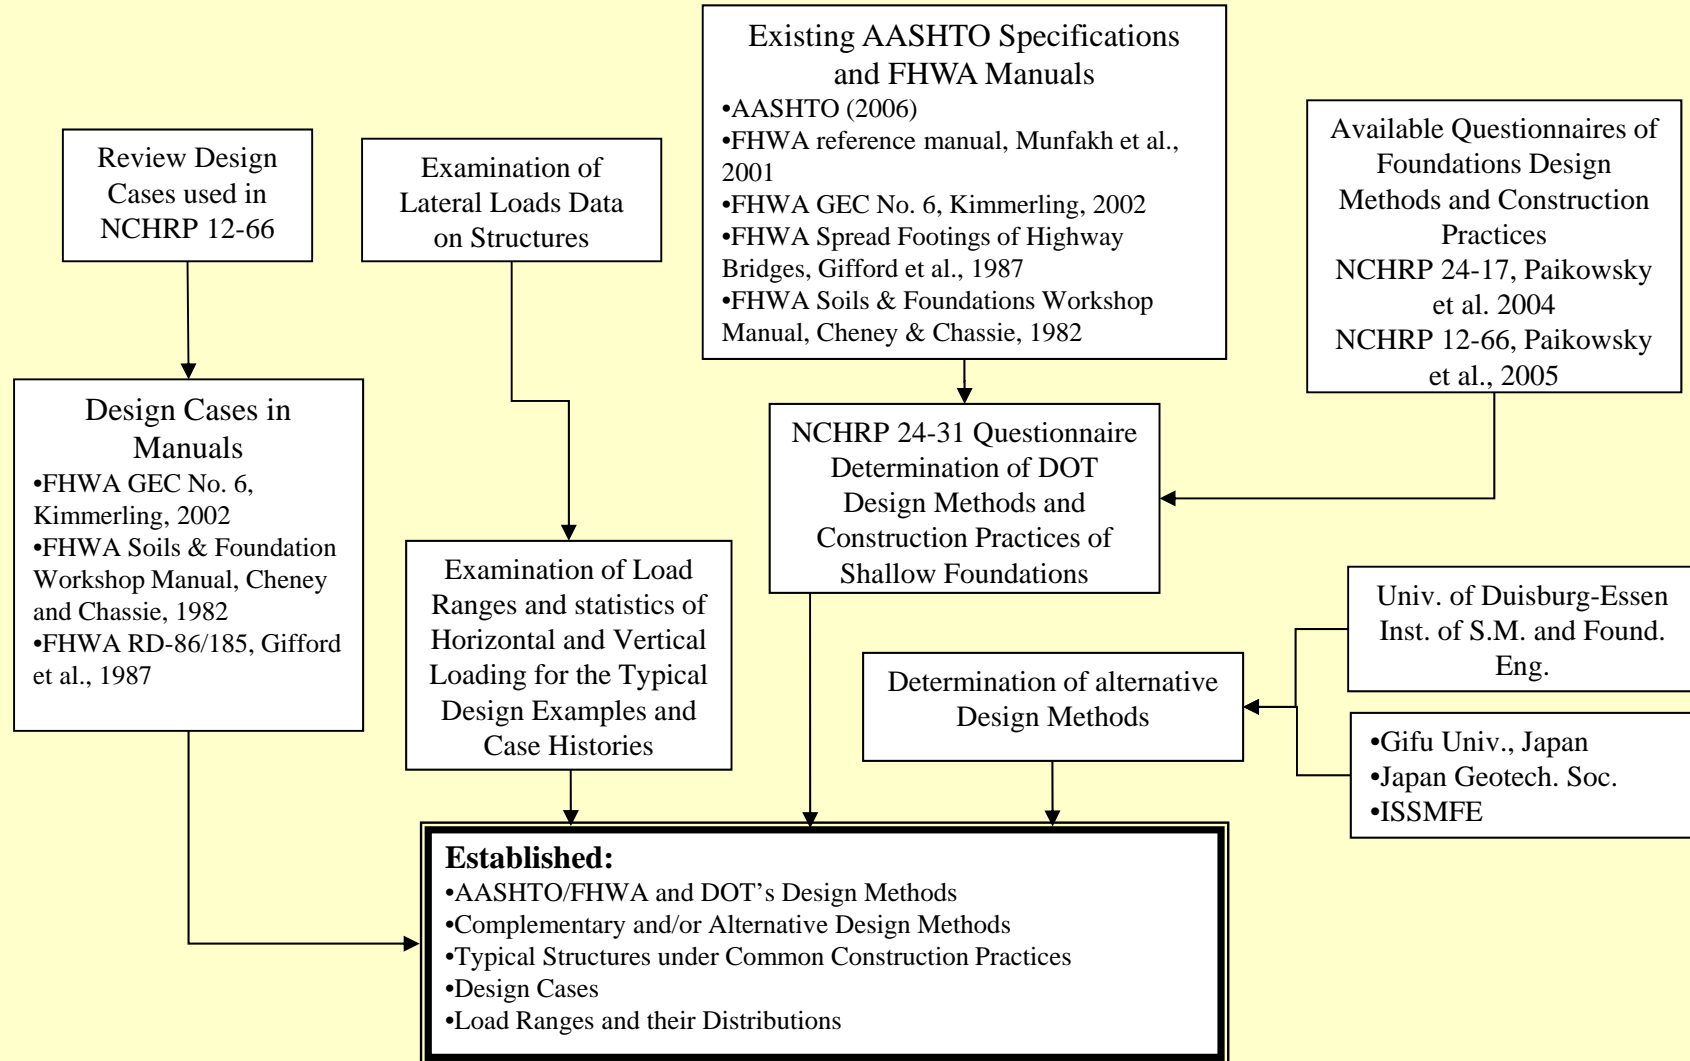 Existing AASHTO Specifications
and FHWA Manuals
•AASHTO (2006)
•FHWA reference manual, Munfakh et al.,
2001
•FHWA GEC No. 6, Kimmerling, 2002
•FHWA Spread Footings of Highway
Bridges, Gifford et al., 1987
•FHWA Soils & Foundations Workshop
Manual, Cheney & Chassie, 1982
Review Design
Cases used in
NCHRP 12-66
Examination of
Lateral Loads Data
on Structures
Available Questionnaires of
Foundations Design
Methods and Construction
Practices
NCHRP 24-17, Paikowsky
et al. 2004
NCHRP 12-66, Paikowsky
et al., 2005
Design Cases in
Manuals
•FHWA GEC No. 6,
Kimmerling, 2002
•FHWA Soils & Foundation
Workshop Manual, Cheney
and Chassie, 1982
•FHWA RD-86/185, Gifford
et al., 1987
NCHRP 24-31 Questionnaire
Determination of DOT
Design Methods and
Construction Practices of
Shallow Foundations
Examination of Load
Ranges and statistics of
Horizontal and Vertical
Loading for the Typical
Design Examples and
Case Histories
Univ. of Duisburg-Essen
Inst. of S.M. and Found.
Eng.
Determination of alternative
Design Methods
•Gifu Univ., Japan
•Japan Geotech. Soc.
•ISSMFE
Established:
•AASHTO/FHWA and DOT’s Design Methods
•Complementary and/or Alternative Design Methods
•Typical Structures under Common Construction Practices
•Design Cases
•Load Ranges and their Distributions